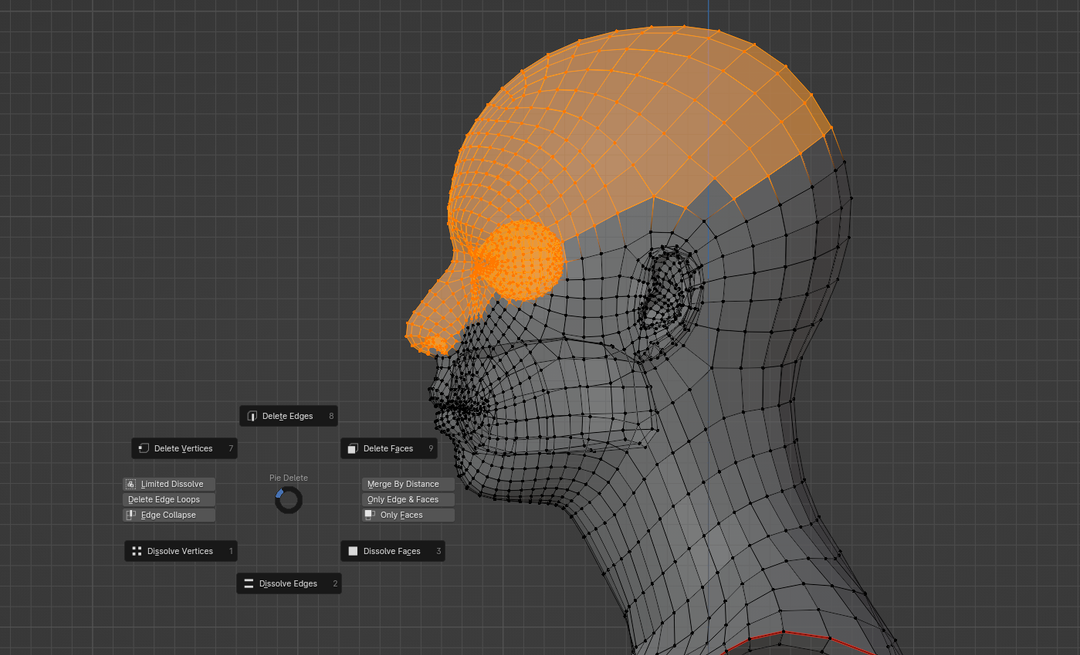 Delete Edges 8
Delete Vertices 7
Delete Faces 9
Pie Delete
Limited Dissolve
Merge By Distance
Delete Edge Loops
Only Edge & Faces
Edge Collapse
Only Faces
Dissolve Vertices 1
Dissolve Faces 3
Dissolve Edges 2